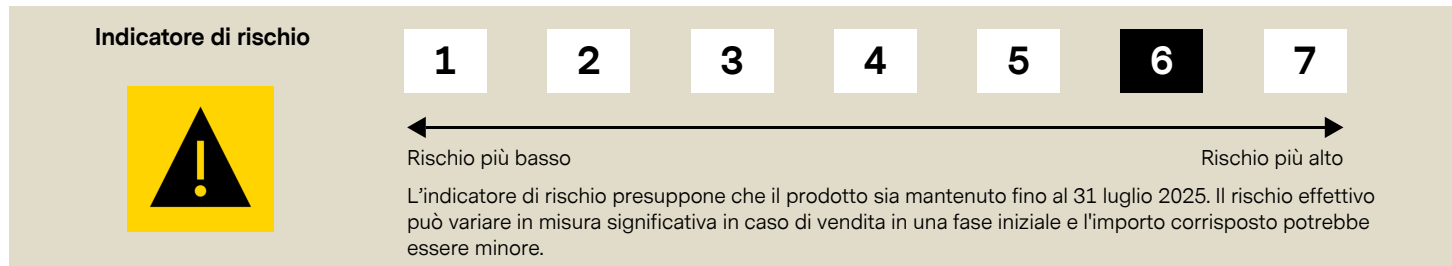 Indicatore di rischio
1 2 3 4 5 6 7
Rischio più basso Rischio più alto
L’indicatore di rischio presuppone che il prodotto sia mantenuto fino al 31 luglio 2025. Il rischio effettivo
può variare in misura significativa in caso di vendita in una fase iniziale e l'importo corrisposto potrebbe
essere minore.